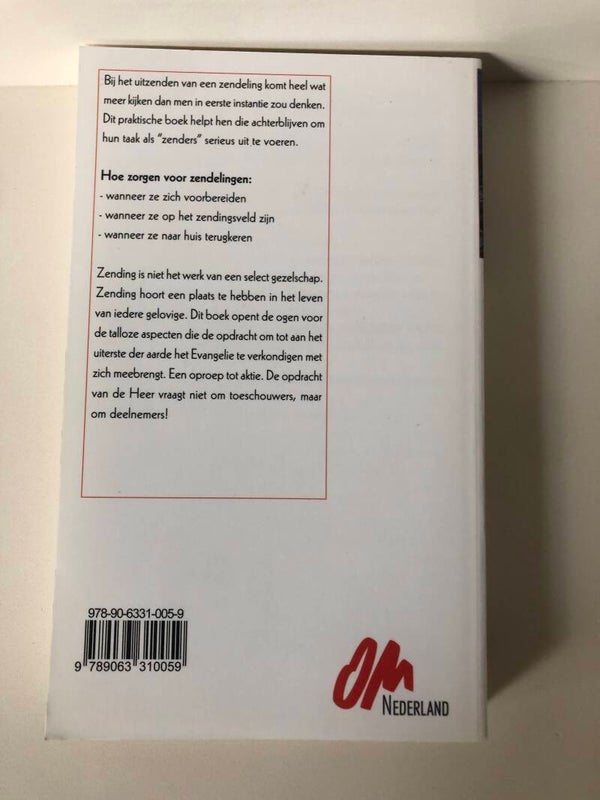 Bij het uitzenden van een zendeling komt heel wat
meer kijken dan men in eerste instantie zou denken.
Dit praktische boek helpt hen die achterblijven om
hun taak als "zenders" serieus uit te voeren.
Hoe zorgen voor zendelingen:
- wanneer ze zich voorbereiden
- wanneer ze op het zendingsveld zijn
- wanneer ze naar huis terugkeren
Zending is niet het werk van een select gezelschap.
Zending hoort een plaats te hebben in het leven
van iedere gelovige. Dit boek opent de ogen voor
de talloze aspecten die de opdracht om tot aan het
uiterste der aarde het Evangelie te verkondigen met
zich meebrengt. Een oproep tot aktie. De opdracht
van de Heer vraagt niet om toeschouwers, maar
om deelnemers!
978-90-6331-005-9
9 789063 310059
OM
NEDERLAND